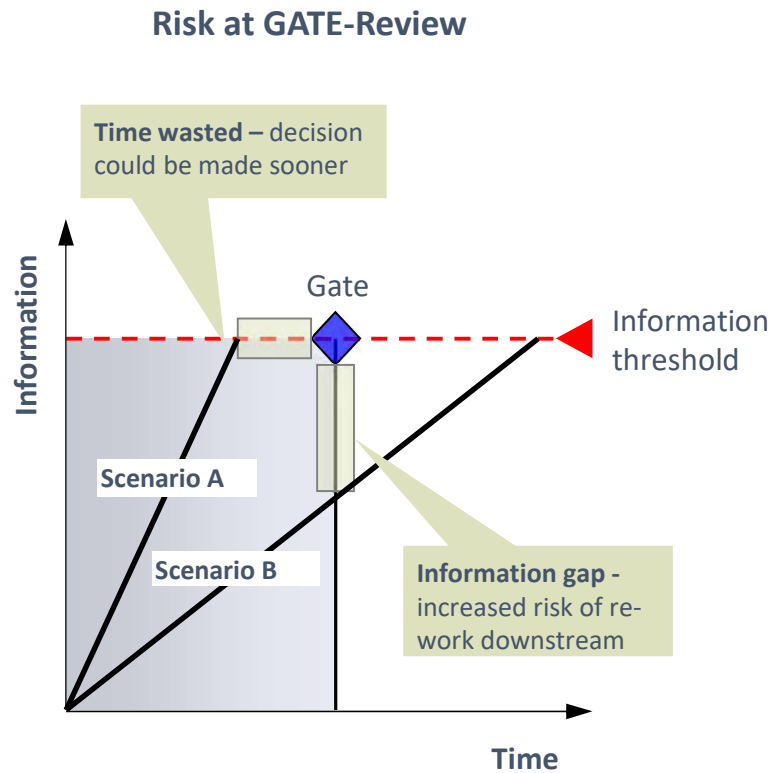 Risk at GATE-Review
Time wasted – decision
could be made sooner
Gate
Information
threshold
Information
Scenario A
Scenario B
Information gap -
increased risk of re-
work downstream
Time